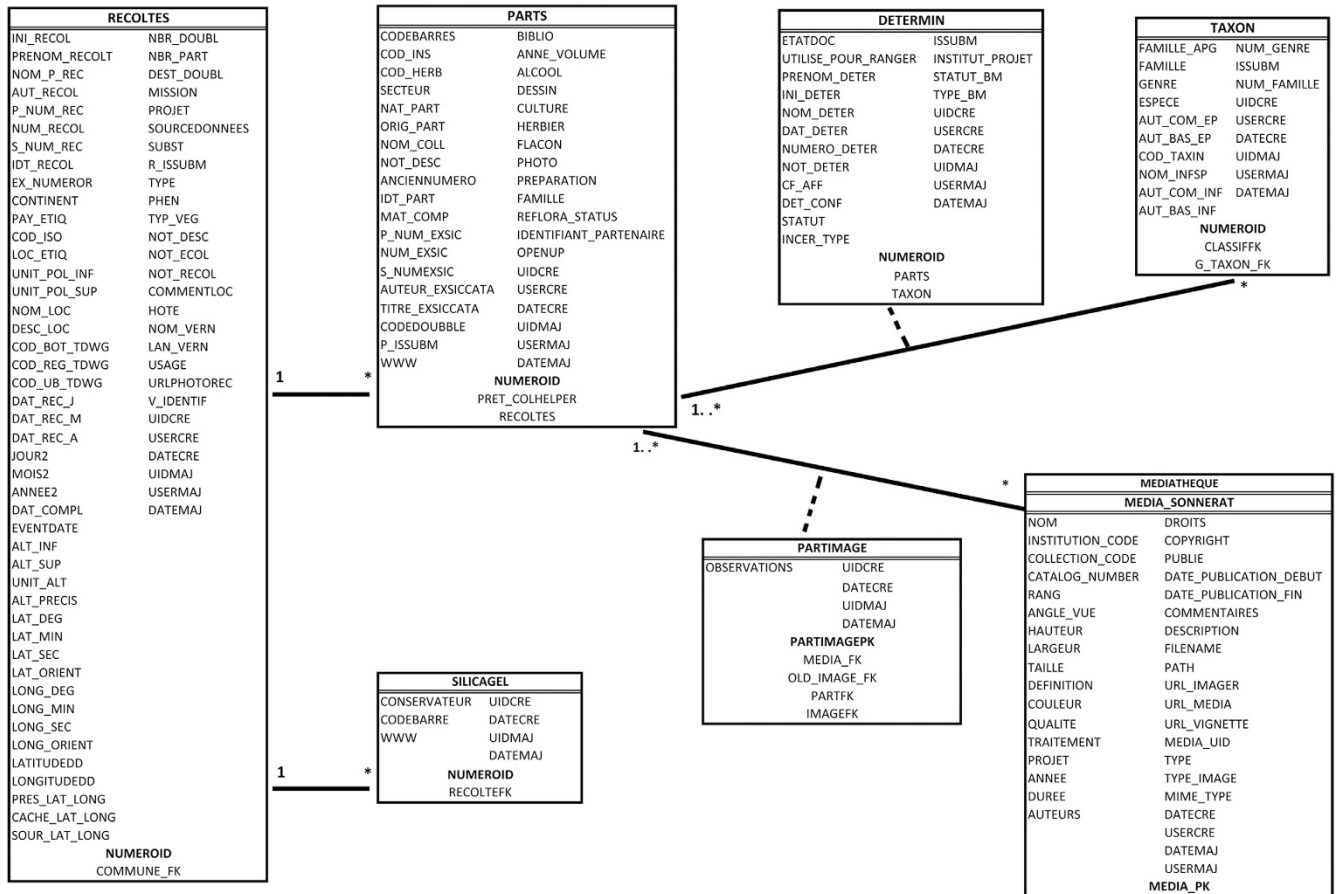 RECOLTES
INI_RECOL NBR_DOUBL
PRENOM_RECOLT NBR_PART
NOM_P_REC DEST_DOUBL
AUT_RECOL MISSION
P_NUM_REC PROJET
NUM_RECOL SOURCEDONNEES
S_NUM_REC SUBST
IDT_RECOL R_ISSUBM
EX_NUMEROR TYPE
CONTINENT PHEN
PAY_ETIQ TYP_VEG
COD_ISO NOT_DESC
LOC_ETIQ NOT_ECOL
UNIT_POL_INF NOT_RECOL
UNIT_POL_SUP COMMENTLOC
NOM_LOC HOTE
DESC_LOC NOM_VERN
COD_BOT_TDWG LAN_VERN
COD_REG_TDWG USAGE
COD_UB_TDWG URLPHOTOREC
DAT_REC_J V_IDENTIF
DAT_REC_M UIDCRE
DAT_REC_A USERCRE
JOUR2 DATECRE
MOIS2 UIDMAJ
ANNEE2 USERMAJ
DAT_COMPL DATEMAJ
EVENTDATE
ALT_INF
ALT_SUP
UNIT_ALT
ALT_PRECIS
LAT_DEG
LAT_MIN
LAT_SEC
LAT_ORIENT
LONG_DEG
LONG_MIN
LONG_SEC
LONG_ORIENT
LATITUDEDD
LONGITUDEDD
PRES_LAT_LONG
CACHE_LAT_LONG
SOUR_LAT_LONG
NUMEROID
COMMUNE_FK
1 *
1 *
PARTS
CODEBARRES BIBLIO
COD_INS ANNE_VOLUME
COD_HERB ALCOOL
SECTEUR DESSIN
NAT_PART CULTURE
ORIG_PART HERBIER
NOM_COLL FLACON
NOT_DESC PHOTO
ANCIENNUMERO PREPARATION
IDT_PART FAMILLE
MAT_COMP REFLORA_STATUS
P_NUM_EXSIC IDENTIFIANT_PARTENAIRE
NUM_EXSIC OPENUP
S_NUMEXSIC UIDCRE
AUTEUR_EXSICCATA USERCRE
TITRE_EXSICCATA DATECRE
CODEDOUBBLE UIDMAJ
P_ISSUBM USERMAJ
WWW DATEMAJ
NUMEROID
PRET_COLHELPER
RECOLTES
SILICAGEL
CONSERVATEUR UIDCRE
CODEBARRE DATECRE
WWW UIDMAJ
DATEMAJ
NUMEROID
RECOLTEFK
DETERMIN
ETATDOC ISSUBM
UTILISE_POUR_RANGER INSTITUT_PROJET
PRENOM_DETER STATUT_BM
INI_DETER TYPE_BM
NOM_DETER UIDCRE
DAT_DETER USERCRE
NUMERO_DETER DATECRE
NOT_DETER UIDMAJ
CF_AFF USERMAJ
DET_CONF DATEMAJ
STATUT
INCER_TYPE
NUMEROID
PARTS
TAXON
TAXON
FAMILLE_APG NUM_GENRE
FAMILLE ISSUBM
GENRE NUM_FAMILLE
ESPECE UIDCRE
AUT_COM_EP USERCRE
AUT_BAS_EP DATECRE
COD_TAXIN UIDMAJ
NOM_INFSP USERMAJ
AUT_COM_INF DATEMAJ
AUT_BAS_INF
NUMEROID
CLASSIFFK
G_TAXON_FK
*
1. .*
1. .*
*
PARTIMAGE
OBSERVATIONS UIDCRE
DATECRE
UIDMAJ
DATEMAJ
PARTIMAGEPK
MEDIA_FK
OLD_IMAGE_FK
PARTFK
IMAGEFK
MEDIATHEQUE
MEDIA_SONNERAT
NOM DROITS
INSTITUTION_CODE COPYRIGHT
COLLECTION_CODE PUBLIE
CATALOG_NUMBER DATE_PUBLICATION_DEBUT
RANG DATE_PUBLICATION_FIN
ANGLE_VUE COMMENTAIRES
HAUTEUR DESCRIPTION
LARGEUR FILENAME
TAILLE PATH
DEFINITION URL_IMAGER
COULEUR URL_MEDIA
QUALITE URL_VIGNETTE
TRAITEMENT MEDIA_UID
PROJET TYPE
ANNEE TYPE_IMAGE
DUREE MIME_TYPE
AUTEURS DATECRE
USERCRE
DATEMAJ
USERMAJ
MEDIA_PK